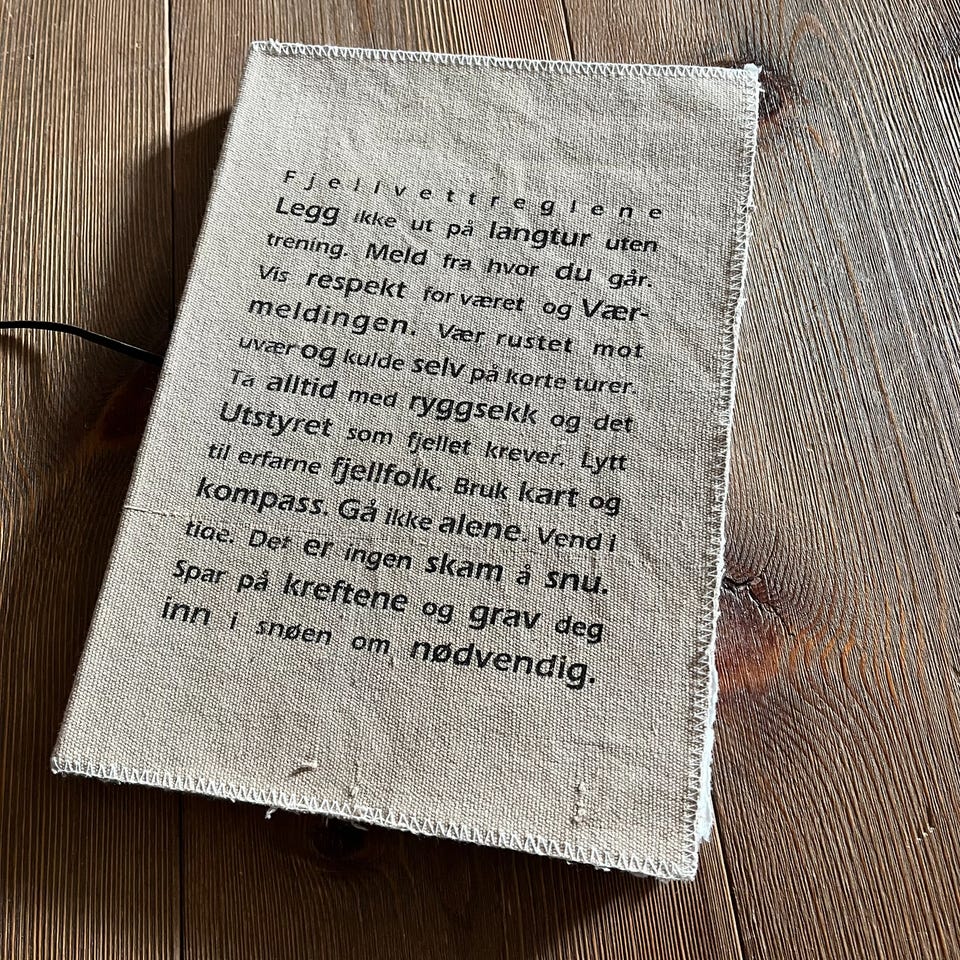 Fjellvettreglene
Legg ikke ut på langtur uten
trening. Meld fra hvor du går.
Vis respekt for været og Vær-
meldingen. Vær rustet mot
uvær og kulde selv på korte turer.
Ta alltid med ryggsekk og det
Utstyret som fjellet krever. Lytt
til erfarne fjellfolk. Bruk kart og
kompass. Gå ikke alene. Vend i
tide. Det er ingen skam å snu.
Spar på kreftene og grav deg
inn i snøen om nødvendig.